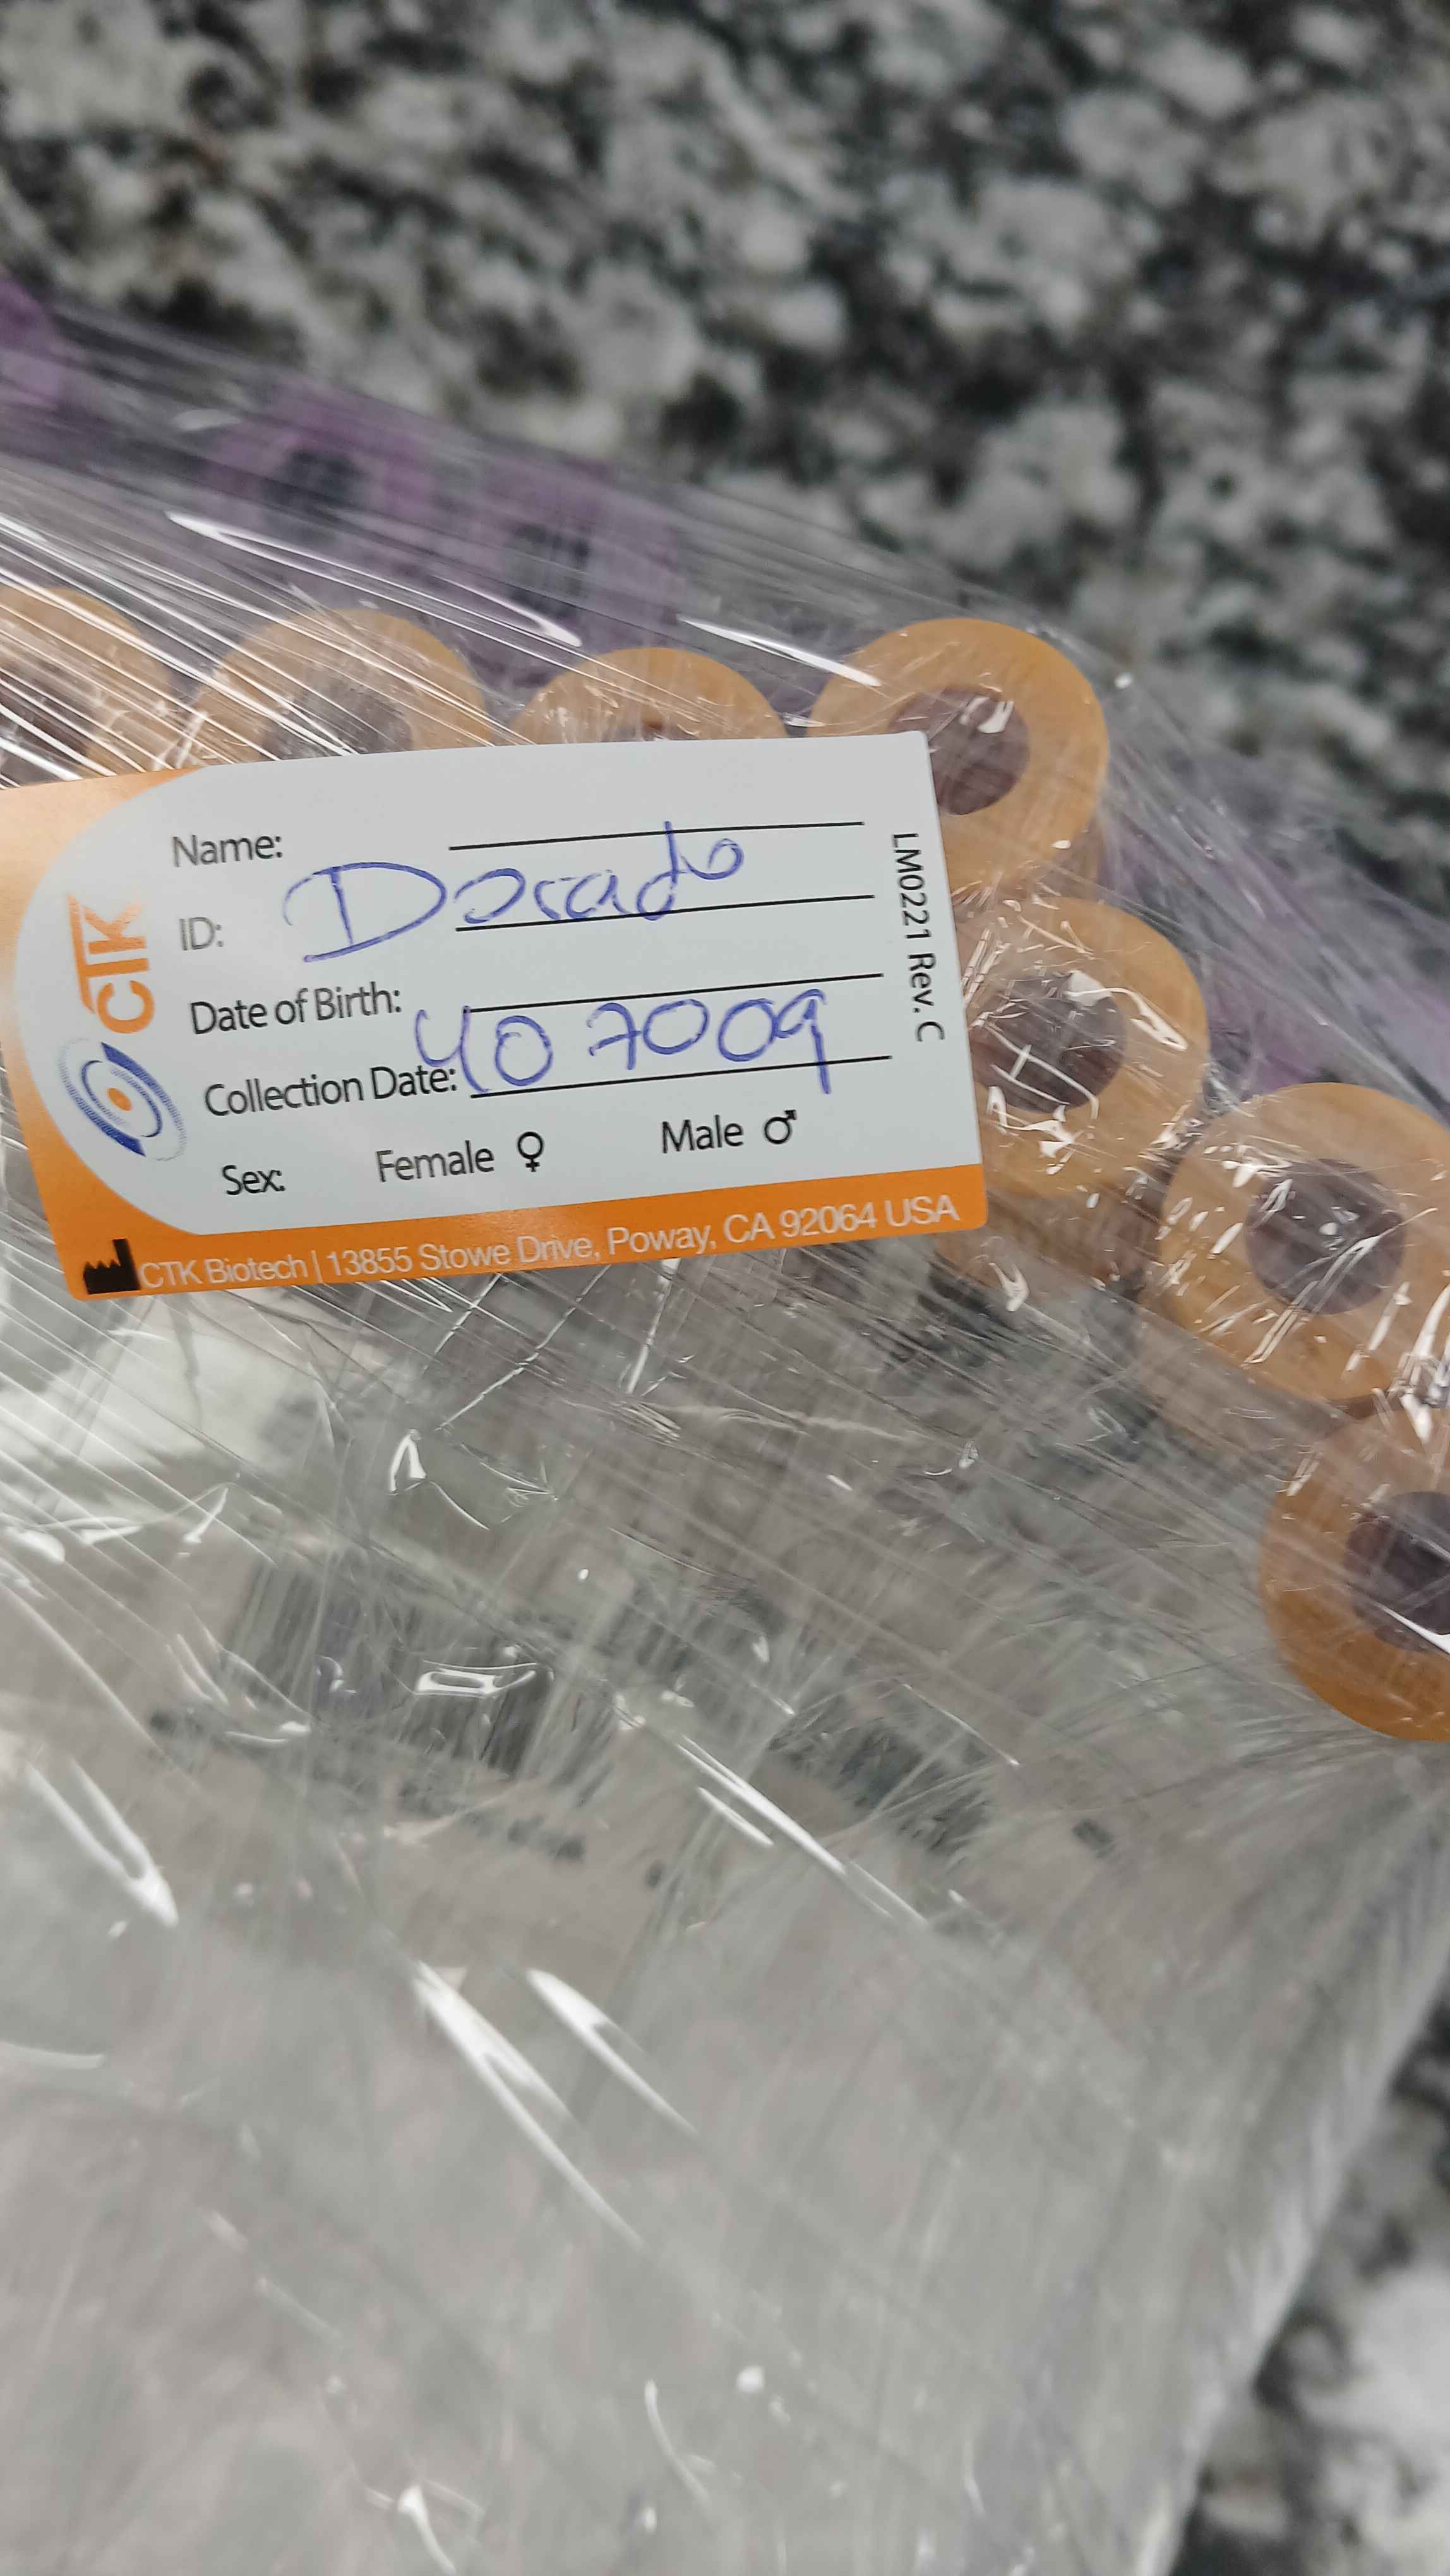 Name:
Dorado
ID:
Date of Birth:
407009
Collection Date:
Sex: Female ♀ Male ♂
CTK
LM0221 Rev. C
CTK Biotech | 13855 Stowe Drive, Poway, CA 92064 USA